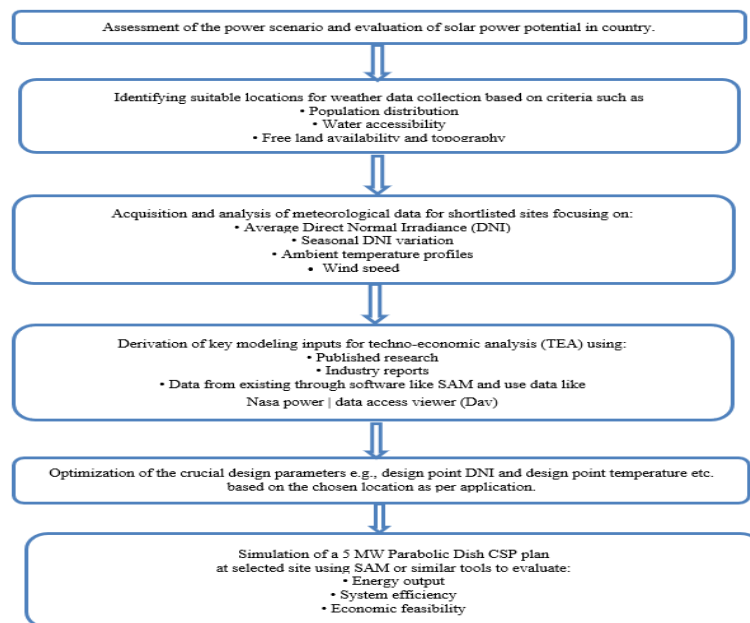 Assessment of the power scenario and evaluation of solar power potential in country.
Identifying suitable locations for weather data collection based on criteria such as
• Population distribution
• Water accessibility
• Free land availability and topography
Acquisition and analysis of meteorological data for shortlisted sites focusing on:
• Average Direct Normal Irradiance (DNI)
• Seasonal DNI variation
• Ambient temperature profiles
• Wind speed
Derivation of key modeling inputs for techno-economic analysis (TEA) using:
• Published research
• Industry reports
• Data from existing through software like SAM and use data like
Nasa power | data access viewer (Dav)
Optimization of the crucial design parameters e.g., design point DNI and design point temperature etc.
based on the chosen location as per application.
Simulation of a 5 MW Parabolic Dish CSP plan
at selected site using SAM or similar tools to evaluate:
• Energy output
• System efficiency
• Economic feasibility